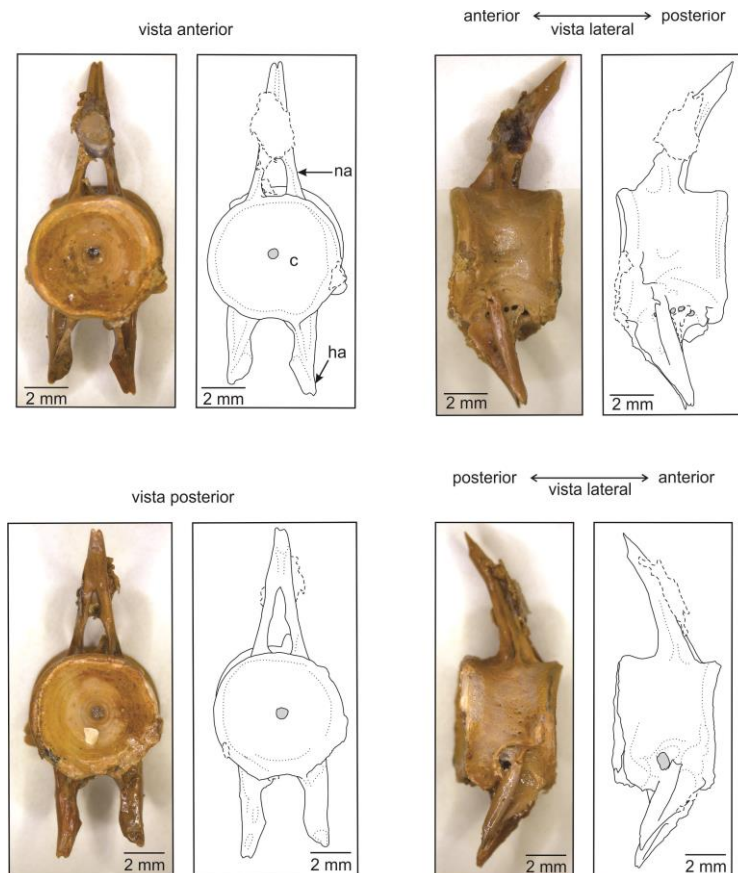 vista anterior
anterior posterior
vista lateral
na
c
ha
2 mm
2 mm
2 mm
2 mm
vista posterior
posterior anterior
vista lateral
2 mm
2 mm
2 mm
2 mm